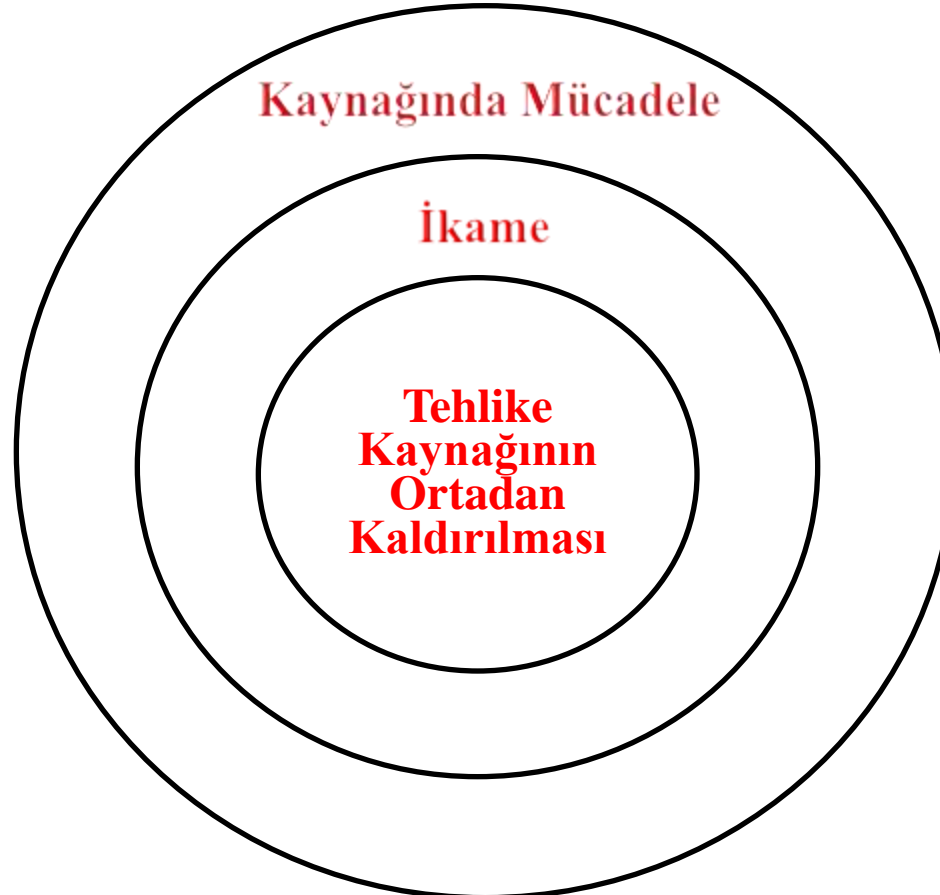 Kaynağında Mücadele
İkame
Tehlike
Kaynağının
Ortadan
Kaldırılması